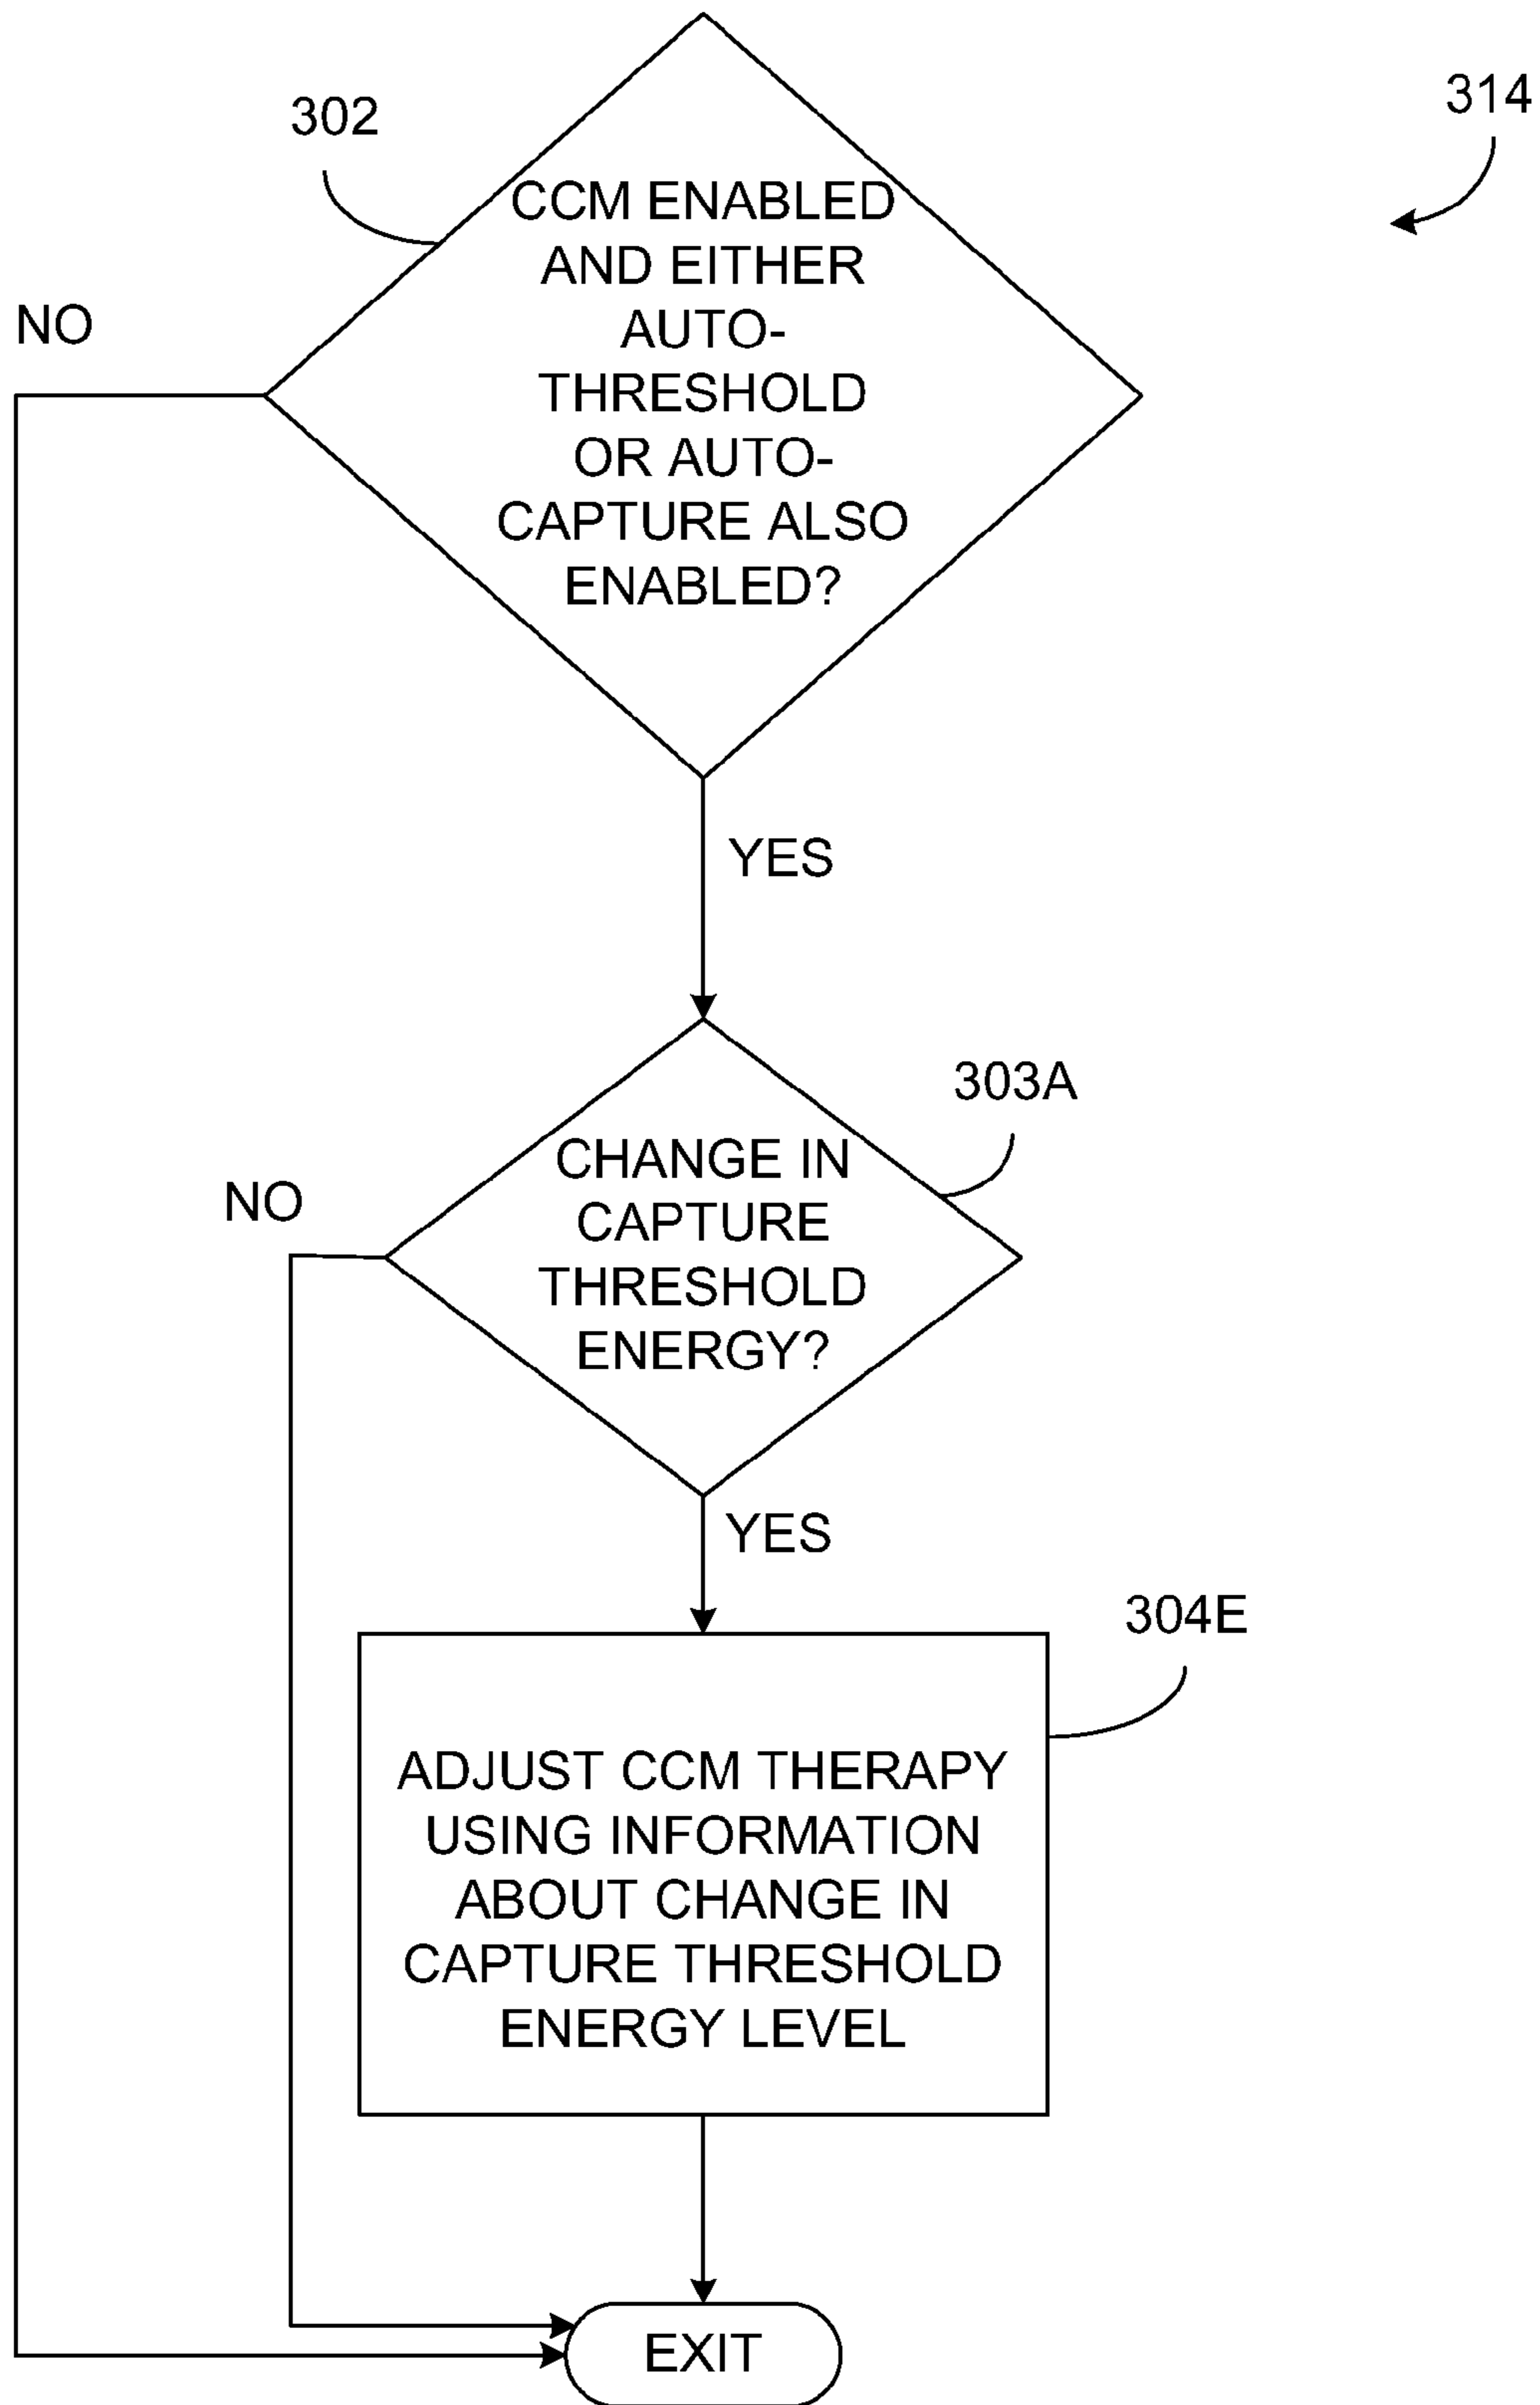 314
302
CCM ENABLED
AND EITHER
AUTO-
THRESHOLD
OR AUTO-
CAPTURE ALSO
ENABLED?
NO
YES
303A
CHANGE IN
CAPTURE
THRESHOLD
ENERGY?
NO
YES
304E
ADJUST CCM THERAPY
USING INFORMATION
ABOUT CHANGE IN
CAPTURE THRESHOLD
ENERGY LEVEL
EXIT